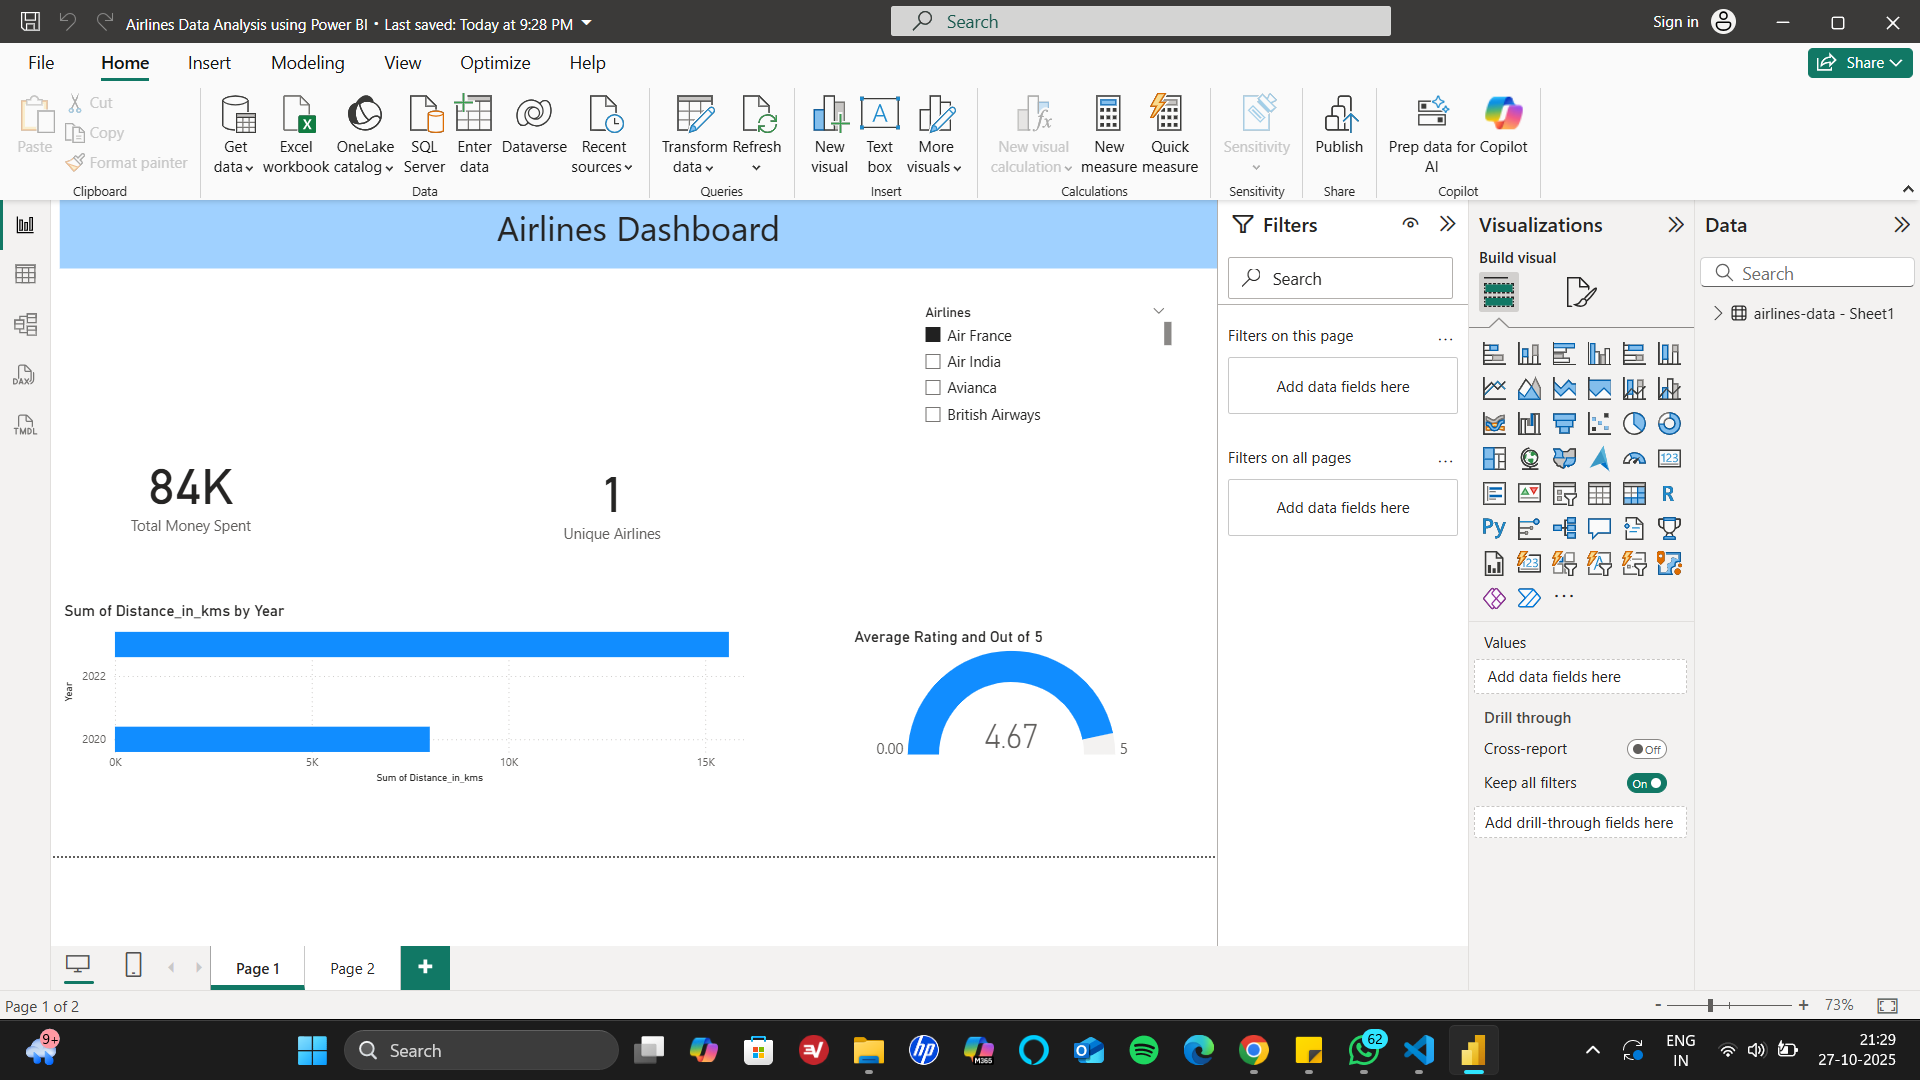 Airlines Data Analysis using Power BI • Last saved: Today at 9:28 PM
Search
Sign in
File
Home
Insert
Modeling
View
Optimize
Help
Share
Paste
Cut
Copy
Format painter
Clipboard
Get data
Excel workbook
OneLake catalog
SQL Server
Enter data
Dataverse
Recent sources
Data
Transform data
Refresh
Queries
New visual
Text box
More visuals
Insert
New visual calculation
New measure
Quick measure
Calculations
Sensitivity
Sensitivity
Publish
Share
Prep data for AI
Copilot
Copilot
DAX
TMDL
Airlines Dashboard
Airlines
Air France
Air India
Avianca
British Airways
84K
Total Money Spent
1
Unique Airlines
Sum of Distance_in_kms by Year
Year
2022
2020
0K
5K
10K
15K
Sum of Distance_in_kms
Average Rating and Out of 5
4.67
0.00
5
Filters
Search
Filters on this page
...
Add data fields here
Filters on all pages
...
Add data fields here
Visualizations
Build visual
123
R
Py
123
...
Values
Add data fields here
Drill through
Cross-report
Off
Keep all filters
On
Add drill-through fields here
Data
Search
airlines-data - Sheet1
Page 1
Page 2
+
Page 1 of 2
-
+
73%
9+
Search
hp
M365
62
ENG
IN
21:29
27-10-2025